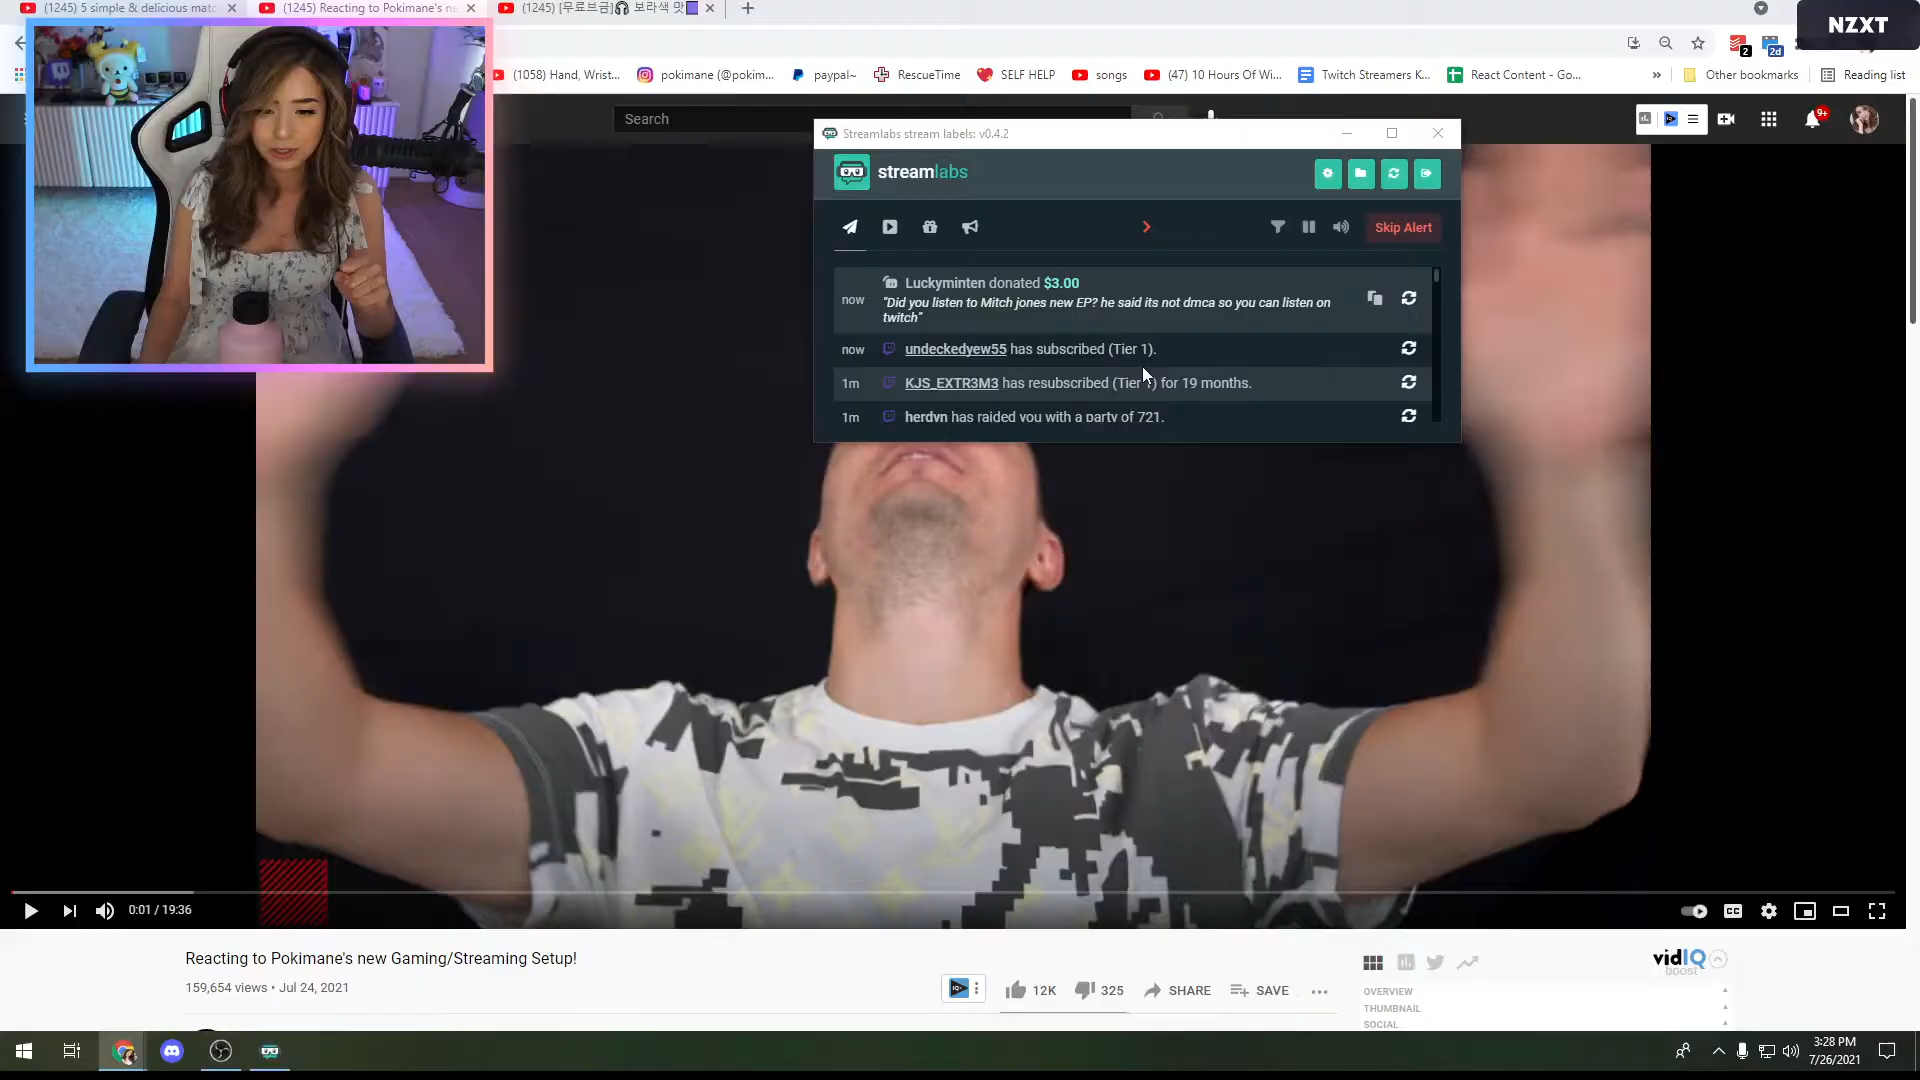 (1245) 5 simple & delicious mat
(1245) Reacting to Pokimane's ne
(1245) [무료브금]🎧 보라색 맛
NZXT
2
2d
(1058) Hand, Wrist...
pokimane (@pokim...
paypal~
RescueTime
SELF HELP
songs
(47) 10 Hours Of Wi...
Twitch Streamers K...
React Content - Go...
»
Other bookmarks
Reading list
Search
9+
Streamlabs stream labels: v0.4.2
streamlabs
Skip Alert
now
Luckyminten donated $3.00
"Did you listen to Mitch jones new EP? he said its not dmca so you can listen on
twitch"
now undeckedyew55 has subscribed (Tier 1).
1m KJS_EXTR3M3 has resubscribed (Tier ) for 19 months.
1m herdyn has raided you with a party of 721.
0:01 / 19:36
CC
Reacting to Pokimane's new Gaming/Streaming Setup!
159,654 views • Jul 24, 2021
12K
325
SHARE
SAVE
vidIQ
boost
OVERVIEW
THUMBNAIL
SOCIAL
3:28 PM
7/26/2021